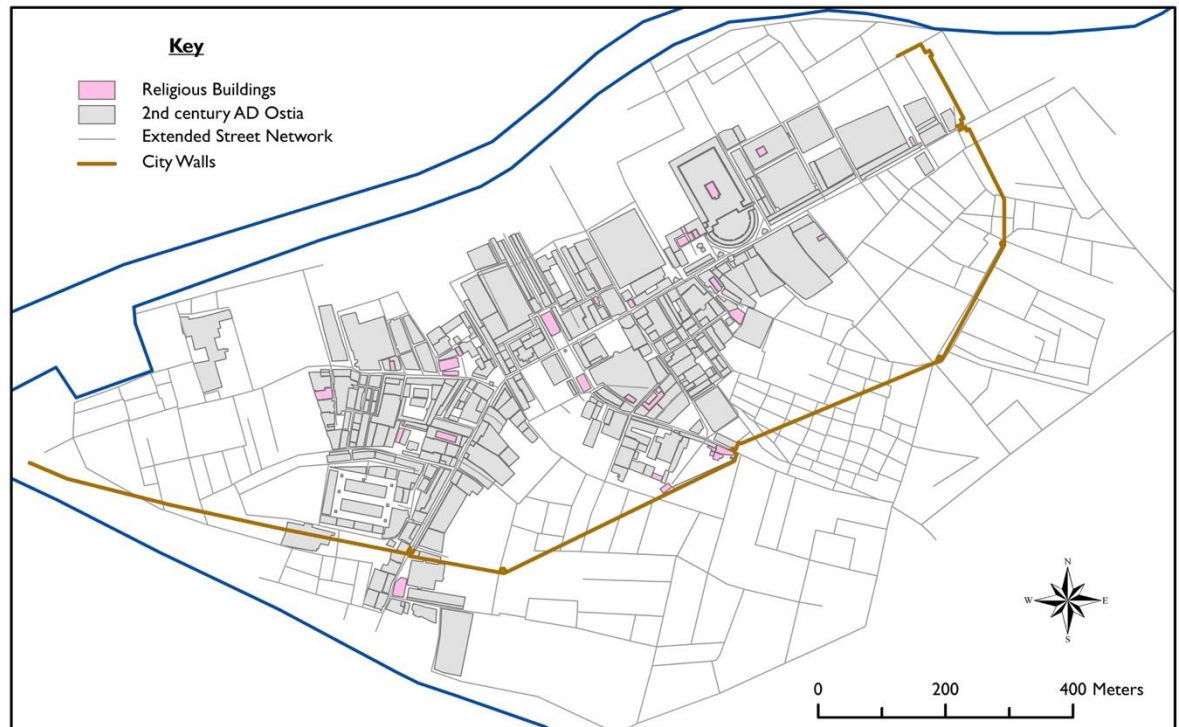 Key
Religious Buildings
2nd century AD Ostia
Extended Street Network
City Walls
N
W E
S
0 200 400 Meters